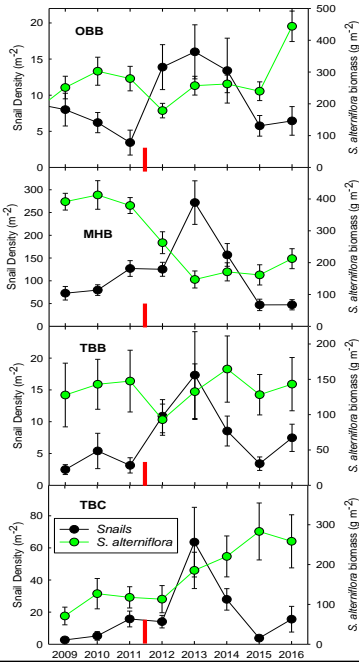 OBB
Snail Density (m-2)
25
20
15
10
5
0
S. alterniflora
biomass (g m-2)
500
400
300
200
100
0
MHB
Snail Density (m-2)
300
250
200
150
100
50
0
S. alterniflora
biomass (g m-2)
400
300
200
100
0
TBB
Snail Density (m-2)
20
15
10
5
0
S. alterniflora
biomass (g m-2)
200
150
100
50
0
TBC
Snails
S. alterniflora
Snail Density (m-2)
80
60
40
20
0
S. alterniflora
biomass (g m-2)
300
200
100
0
2009 2010 2011 2012 2013 2014 2015 2016